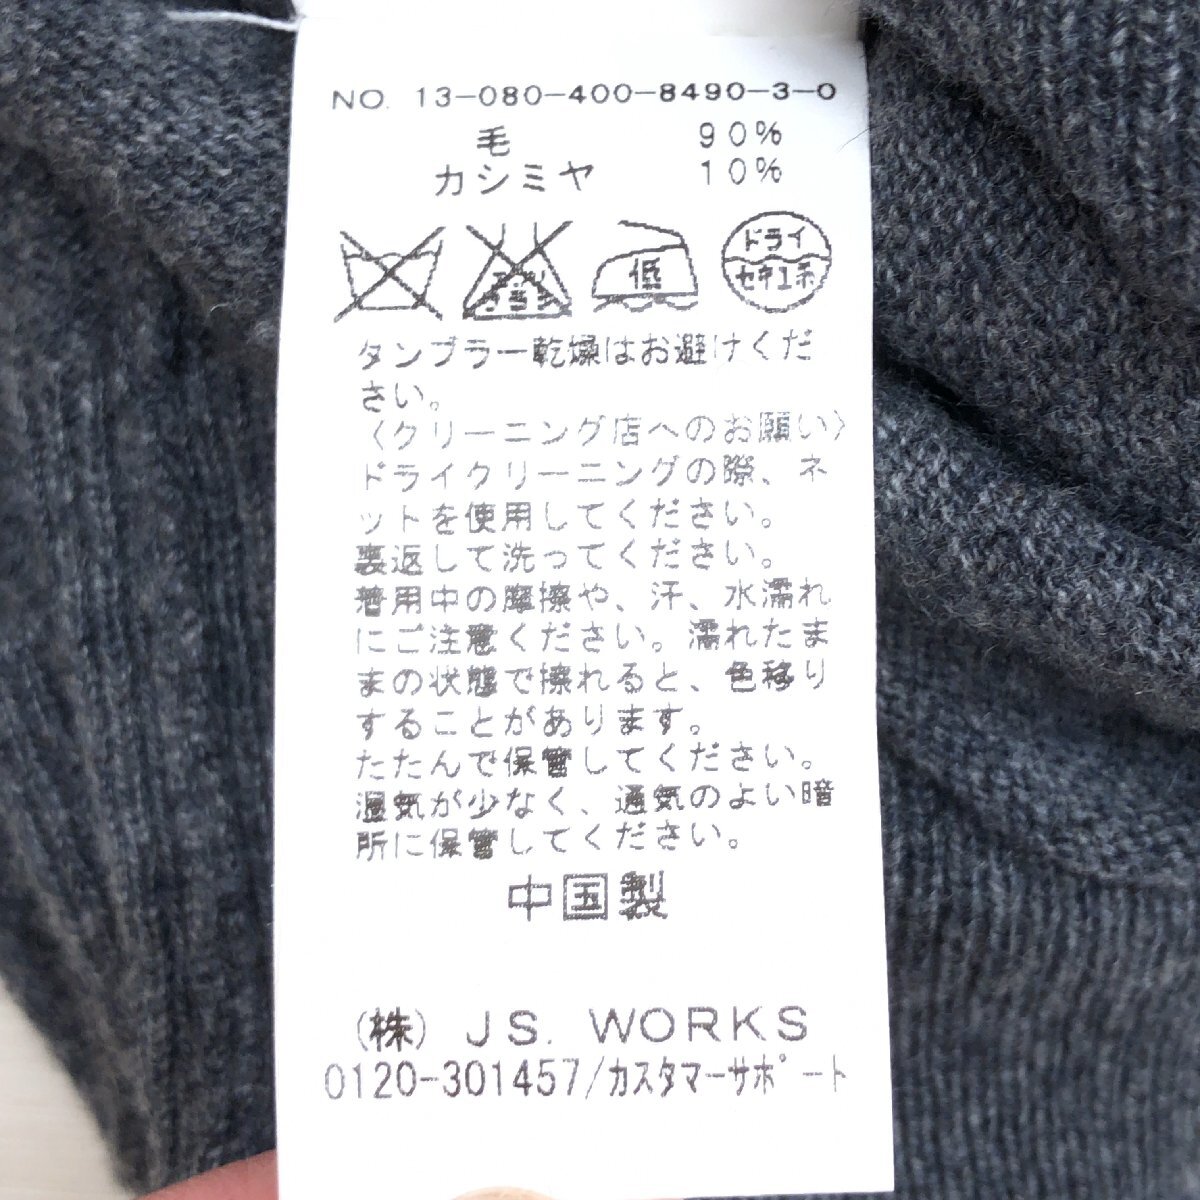 NO. 13-080-400-8490-3-0
毛 90%
カシミヤ 10%
低
ドライ
セキユ系
タンブラー乾燥はお避けくだ
さい。
〈クリーニング店へのお願い〉
ドライクリーニングの際、ネ
ットを使用してください。
裏返して洗ってください。
着用中の摩擦や、汗、水濡れ
にご注意ください。濡れたま
まの状態で擦れると、色移り
することがあります。
たたんで保管してください。
湿気が少なく、通気のよい暗
所に保管してください。
中国製
(株) JS. WORKS
0120-301457/カスタマーサポート